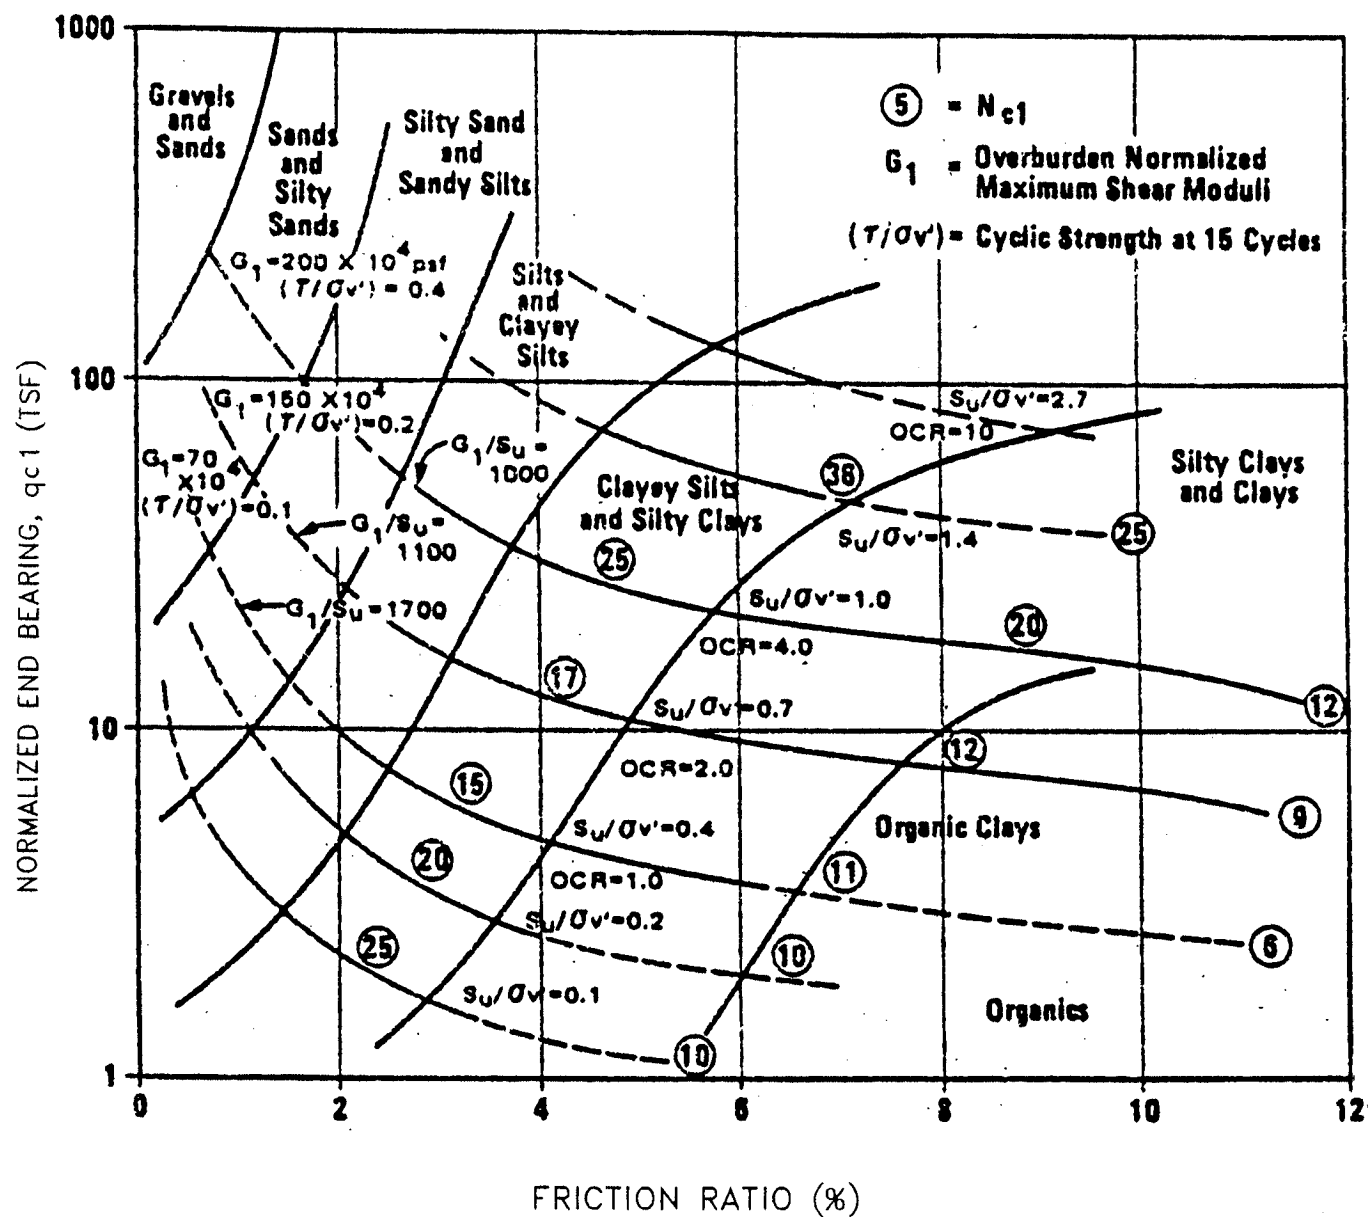 1000
100
10
1
NORMALIZED END BEARING, qc1 (TSF)
Gravels
and
Sands
Sands
and
Silty
Sands
Silty Sand
and
Sandy Silts
Silts
and
Clayey
Silts
⑤ = Nc1
G1 = Overburden Normalized
Maximum Shear Moduli
(τ/σv') = Cyclic Strength at 15 Cycles
G1=200 X 10^4 psf
(τ/σv') = 0.4
G1=150 X 10^4
(τ/σv')=0.2
G1=70
X10^4
(τ/σv')=0.1
G1/Su=
1000
G1/Su=
1100
G1/Su=1700
Su/σv'=2.7
OCR=10
Silty Clays
and Clays
Clayey Silts
and Silty Clays
38
Su/σv'=1.4
25
25
Su/σv'=1.0
20
OCR=4.0
12
17
Su/σv'=0.7
12
OCR=2.0
9
15
Su/σv'=0.4
Organic Clays
20
OCR=1.0
11
Su/σv'=0.2
25
10
6
Su/σv'=0.1
Organics
10
0 2 4 6 8 10 12
FRICTION RATIO (%)